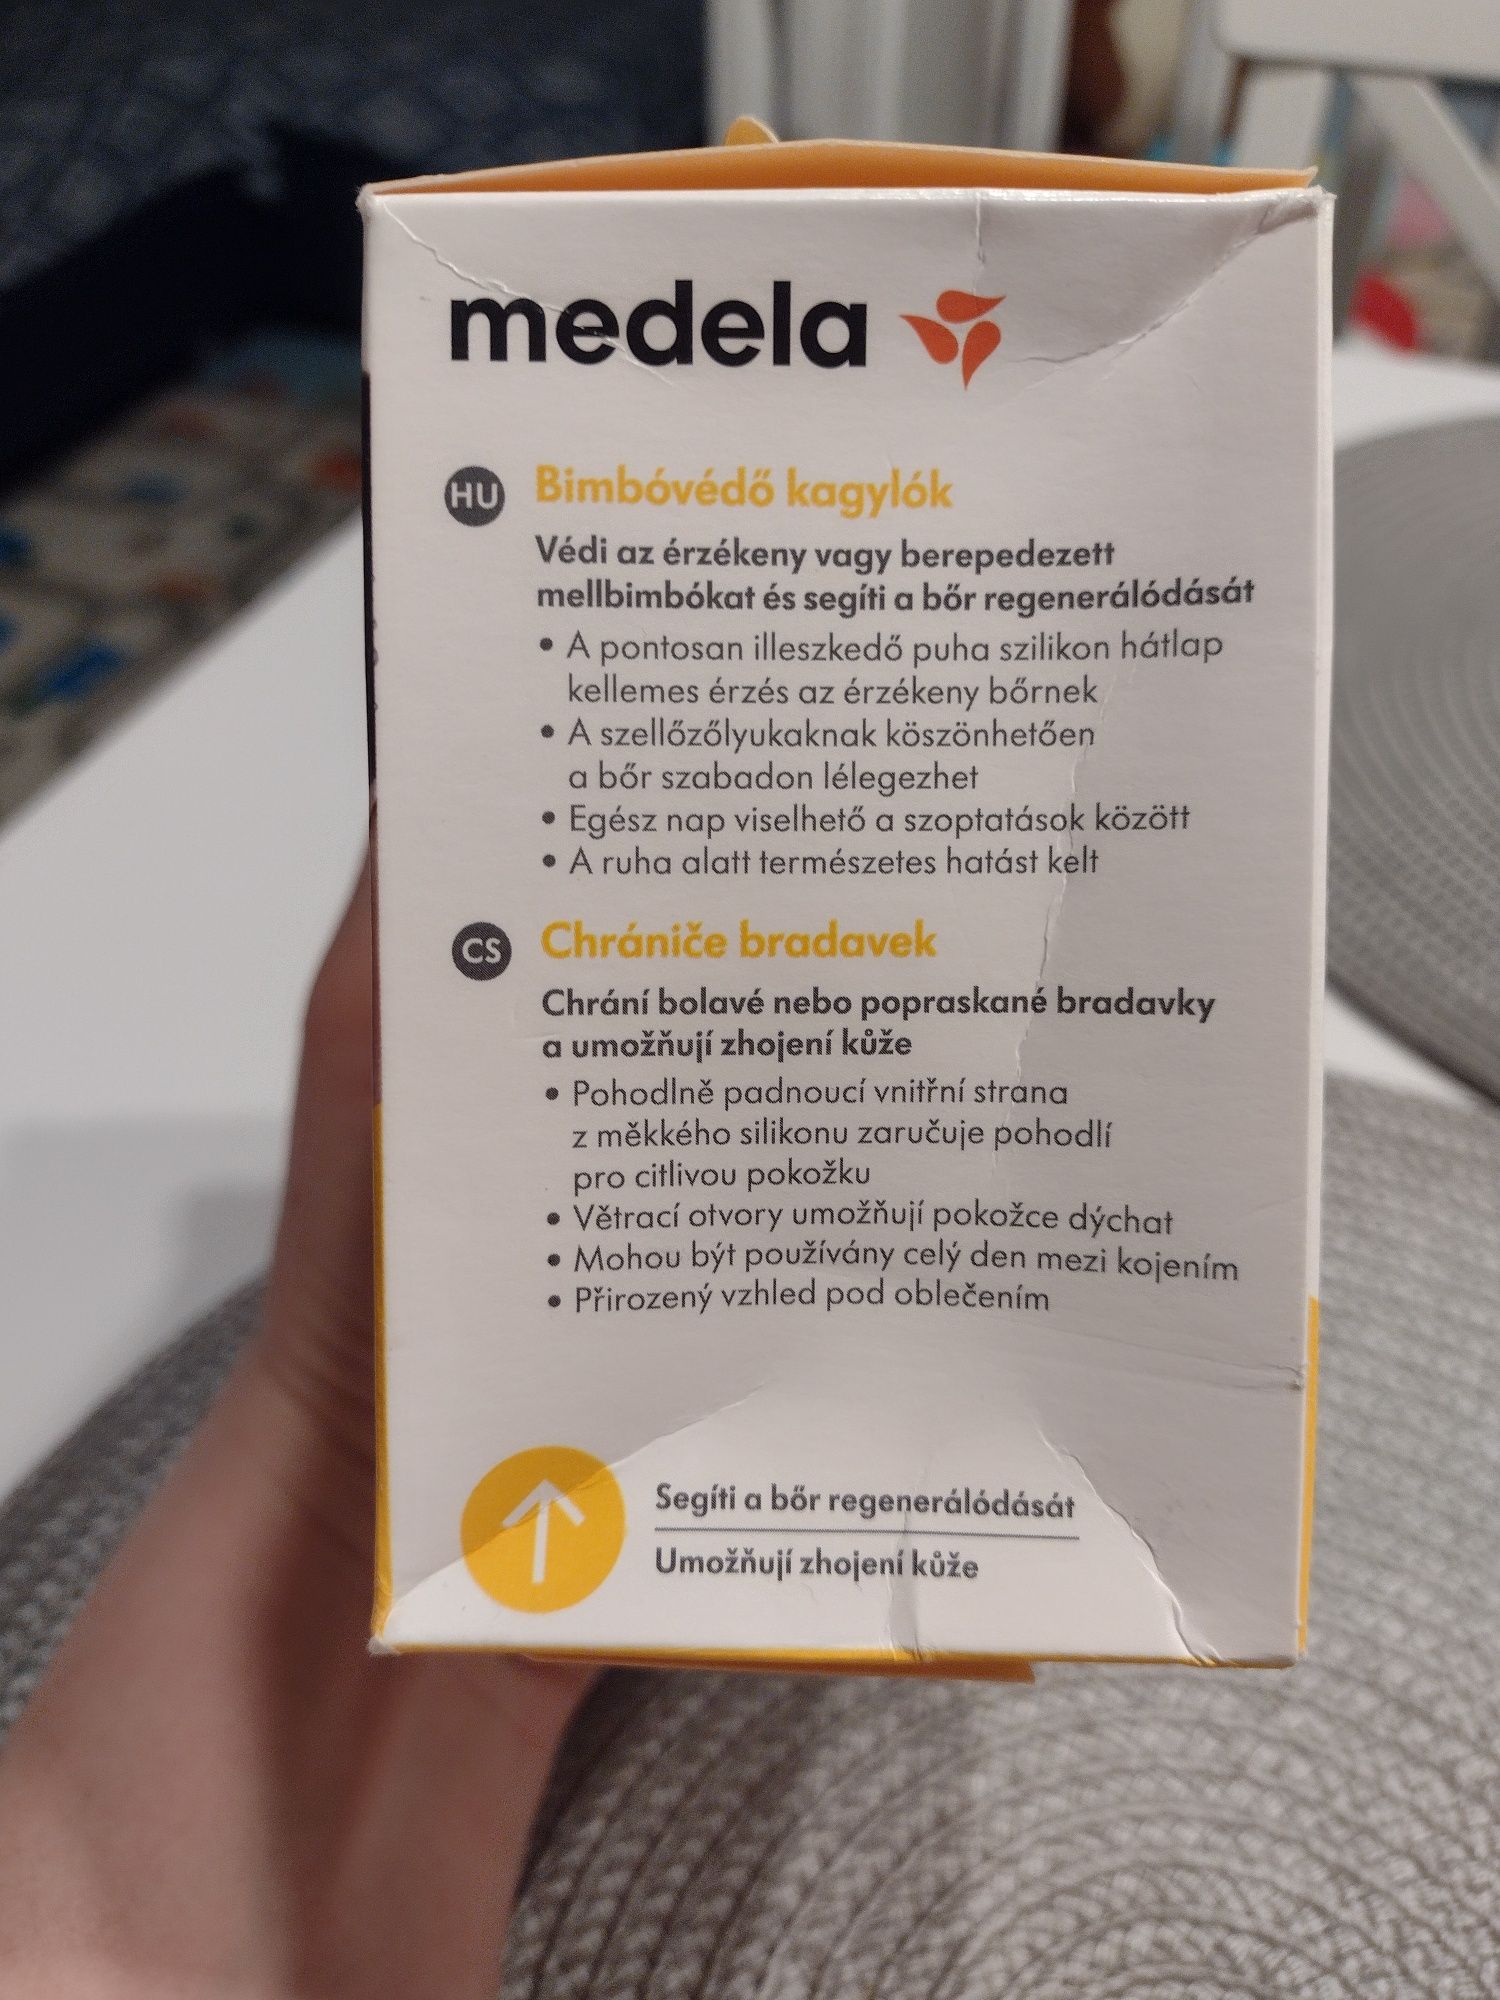 medela
HU
Bimbóvédő kagylók
Védi az érzékeny vagy berepedezett
mellbimbókat és segíti a bőr regenerálódását
• A pontosan illeszkedő puha szilikon hátlap
kellemes érzés az érzékeny bőrnek
• A szellőzőlyukaknak köszönhetően
a bőr szabadon lélegezhet
• Egész nap viselhető a szoptatások között
• A ruha alatt természetes hatást kelt
CS
Chrániče bradavek
Chrání bolavé nebo popraskané bradavky
a umožňují zhojení kůže
• Pohodlně padnoucí vnitřní strana
z měkkého silikonu zaručuje pohodlí
pro citlivou pokožku
• Větrací otvory umožňují pokožce dýchat
• Mohou být používány celý den mezi kojením
• Přirozený vzhled pod oblečením
Segíti a bőr regenerálódását
Umožňují zhojení kůže